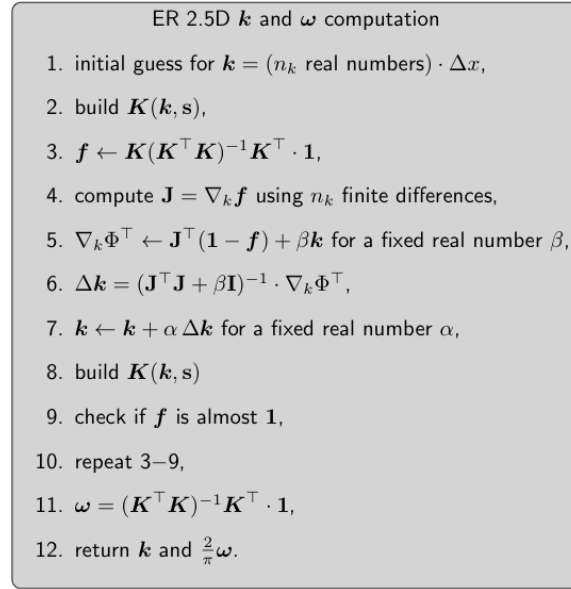 ER 2.5D 𝒌 and 𝝎 computation
1. initial guess for 𝒌 = (n_k real numbers) · Δx,
2. build 𝑲(𝒌, 𝐬),
3. 𝒇 ← 𝑲(𝑲^⊤𝑲)^{−1}𝑲^⊤ · 𝟏,
4. compute 𝐉 = ∇_k 𝒇 using n_k finite differences,
5. ∇_kΦ^⊤ ← 𝐉^⊤(𝟏 − 𝒇) + β𝒌 for a fixed real number β,
6. Δ𝒌 = (𝐉^⊤𝐉 + β𝐈)^{−1} · ∇_kΦ^⊤,
7. 𝒌 ← 𝒌 + α Δ𝒌 for a fixed real number α,
8. build 𝑲(𝒌, 𝐬)
9. check if 𝒇 is almost 𝟏,
10. repeat 3−9,
11. 𝝎 = (𝑲^⊤𝑲)^{−1}𝑲^⊤ · 𝟏,
12. return 𝒌 and \frac{2}{π}𝝎.